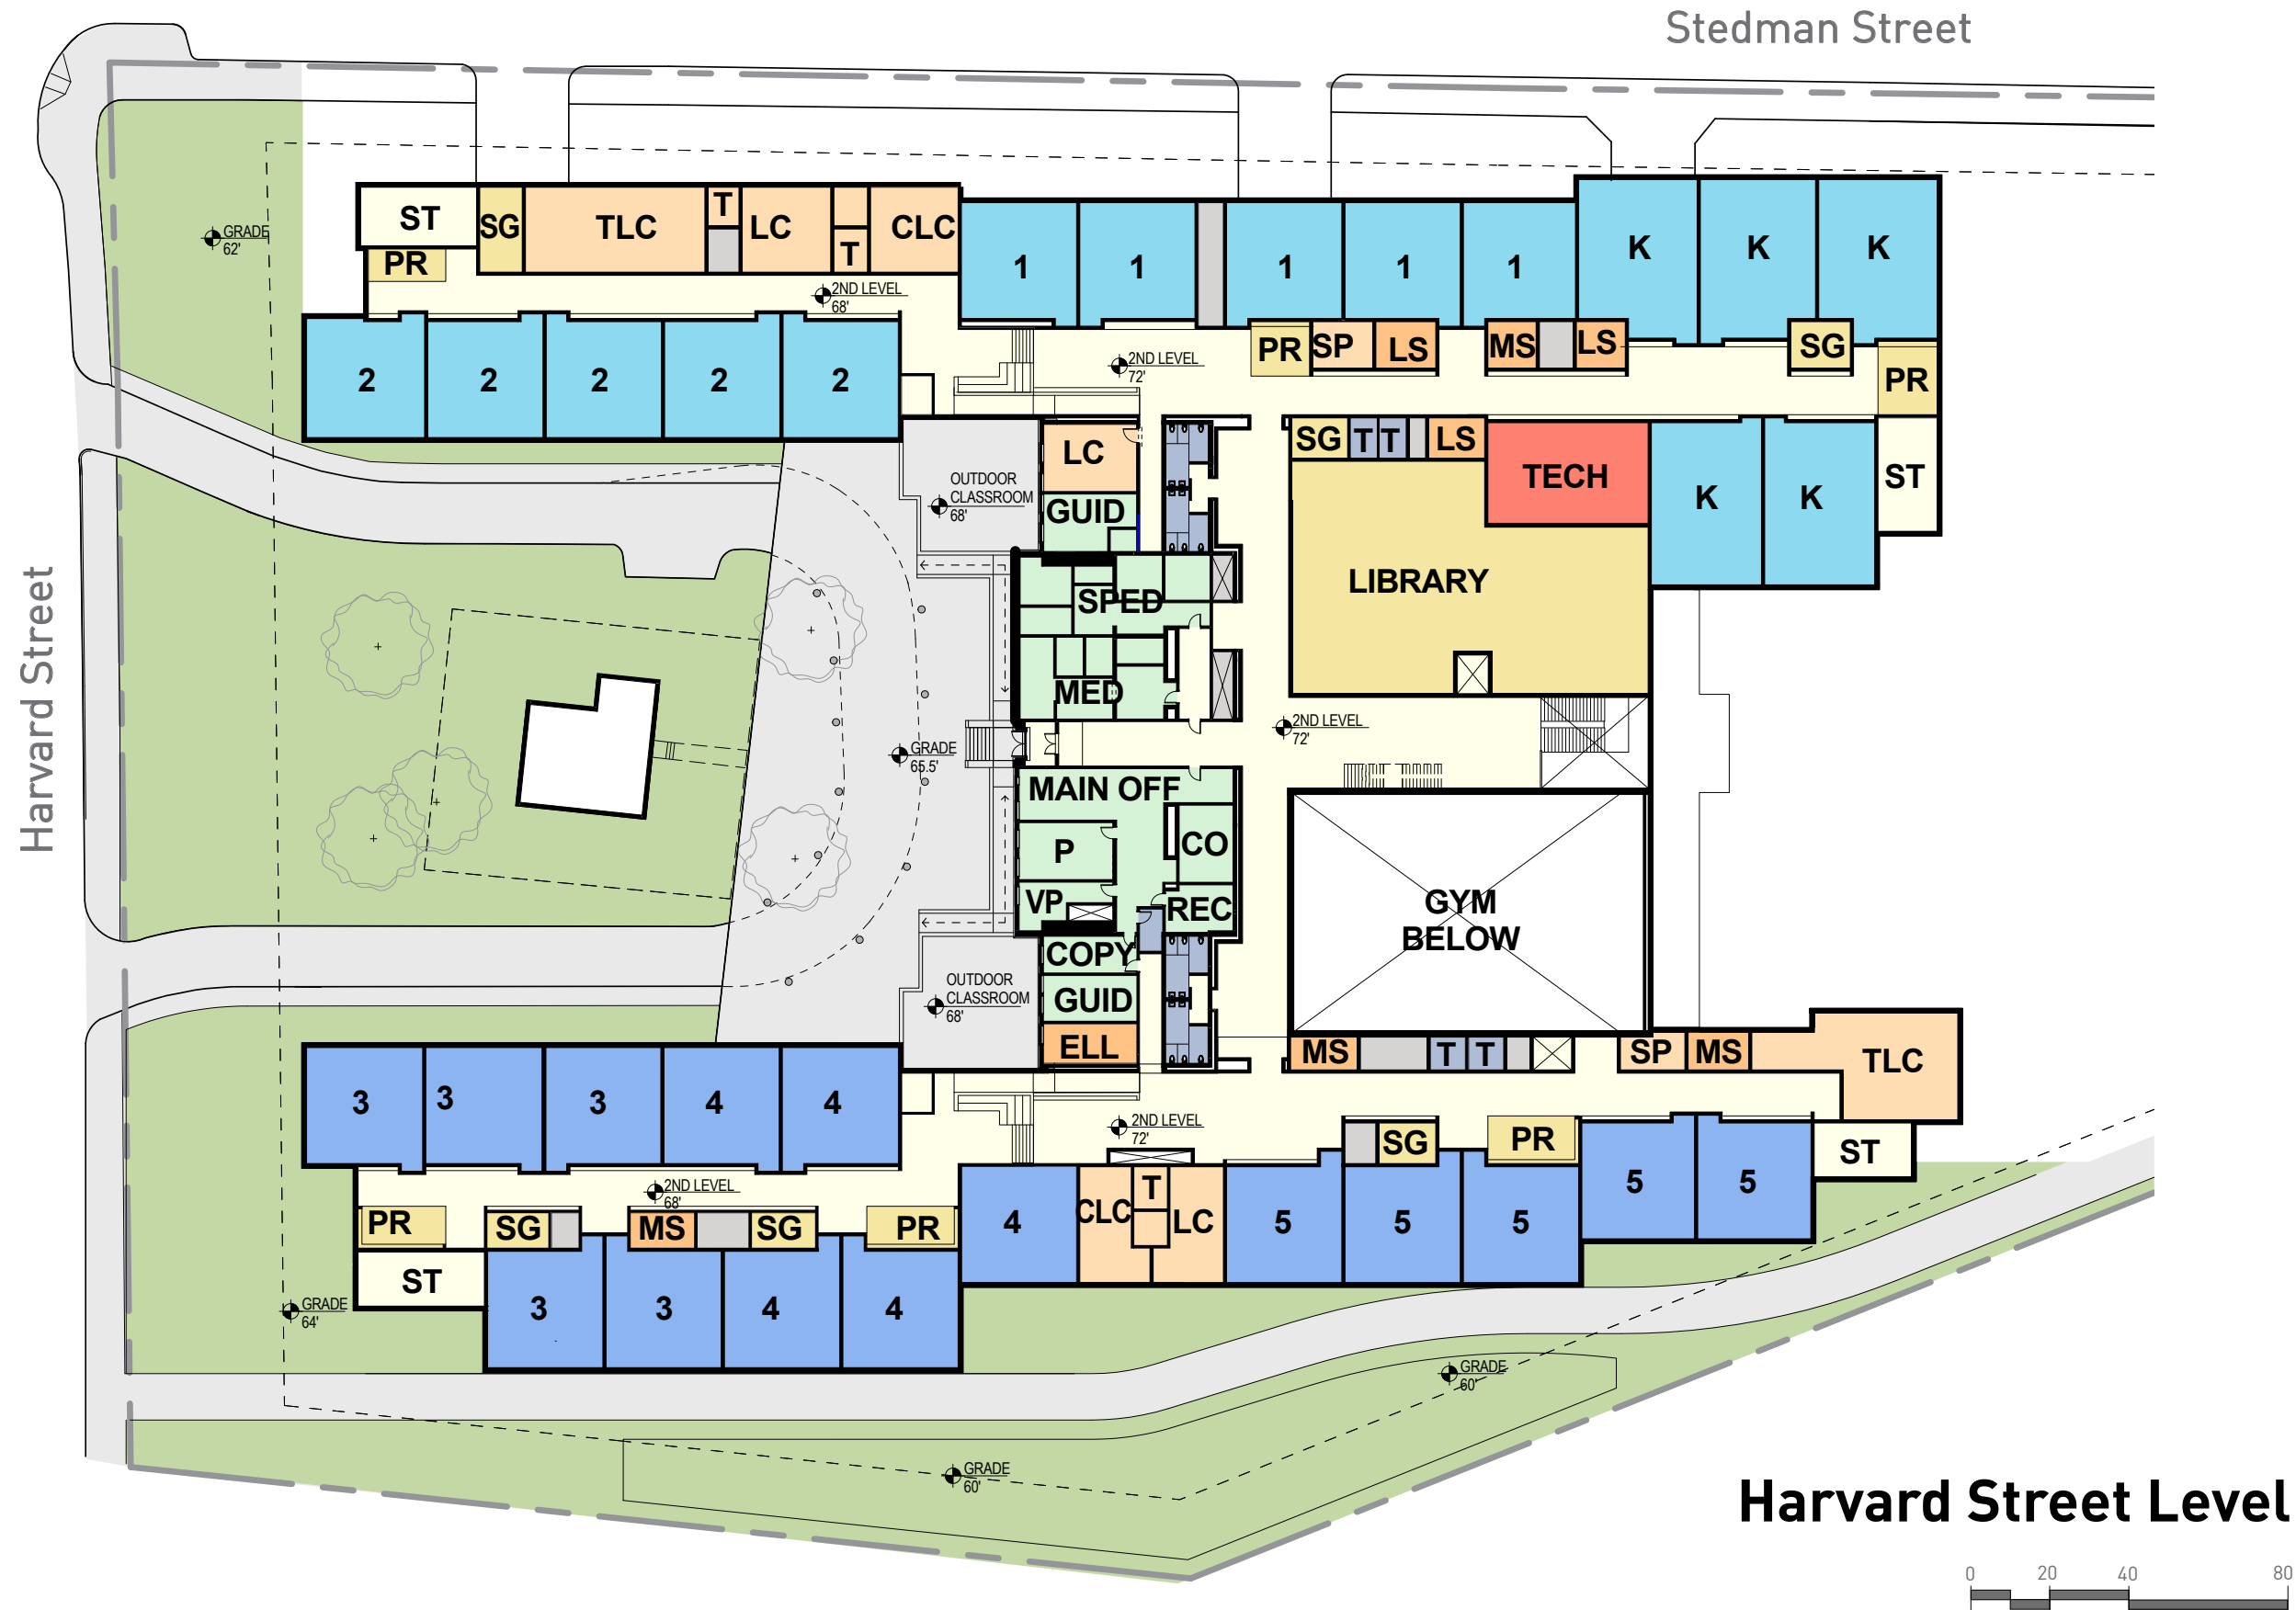 Stedman Street
Harvard Street
GRADE
62'
ST
SG
TLC
T
LC
T
CLC
PR
2ND LEVEL
68'
1
1
1
1
1
K
K
K
2
2
2
2
2
2ND LEVEL
72'
PR
SP
LS
MS
LS
SG
PR
OUTDOOR
CLASSROOM
68'
LC
GUID
SG
T
T
LS
TECH
K
K
ST
SPED
LIBRARY
MED
2ND LEVEL
72'
GRADE
65.5'
MAIN OFF
P
CO
VP
REC
GYM
BELOW
COPY
OUTDOOR
CLASSROOM
68'
GUID
ELL
MS
T
T
SP
MS
TLC
3
3
3
4
4
2ND LEVEL
72'
SG
PR
ST
2ND LEVEL
68'
PR
SG
MS
SG
PR
4
CLC
T
LC
5
5
5
5
5
ST
3
3
4
4
GRADE
64'
GRADE
60'
GRADE
60'
Harvard Street Level
0 20 40 80